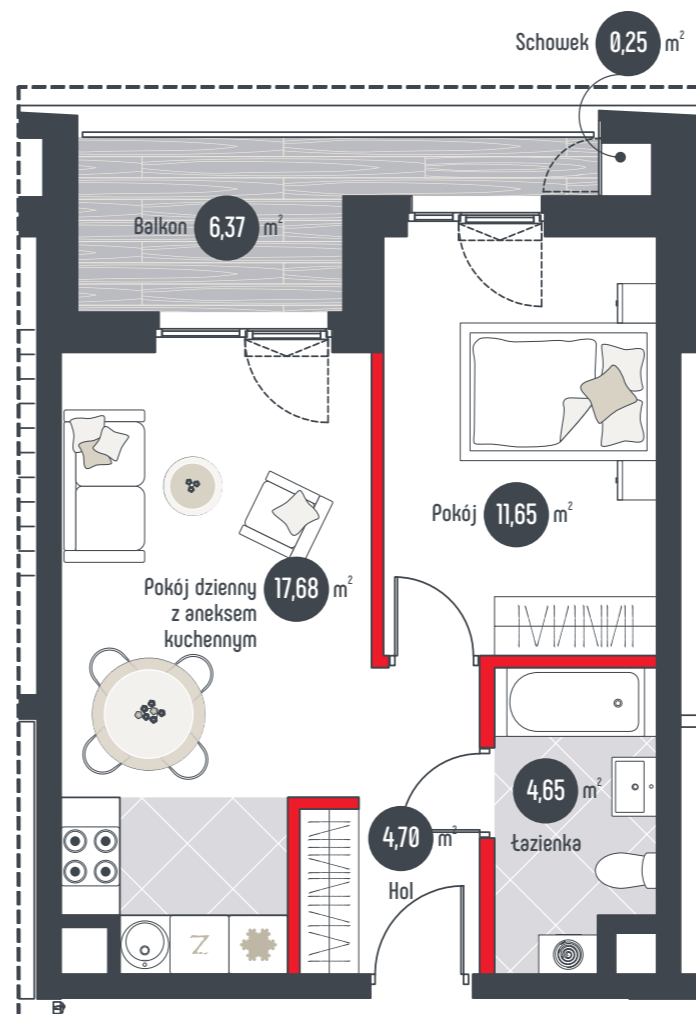 Schowek 0,25 m²
Balkon 6,37 m²
Pokój 11,65 m²
Pokój dzienny 17,68 m²
z aneksem
kuchennym
4,65 m²
Łazienka
4,70 m²
Hol
Z